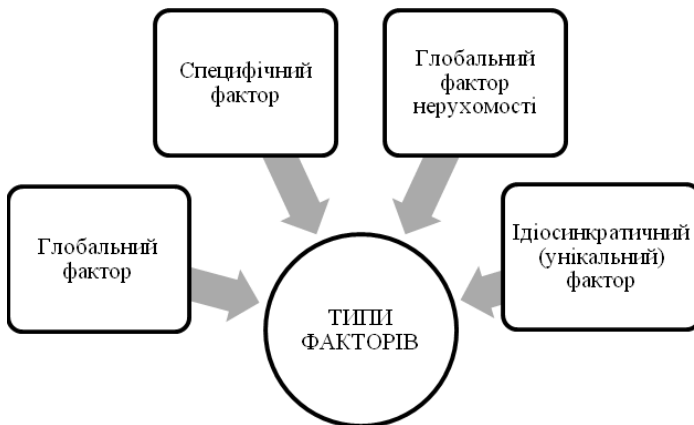 Специфічний
фактор
Глобальний
фактор
нерухомості
Глобальний
фактор
Ідіосинкратичний
(унікальний)
фактор
ТИПИ
ФАКТОРІВ